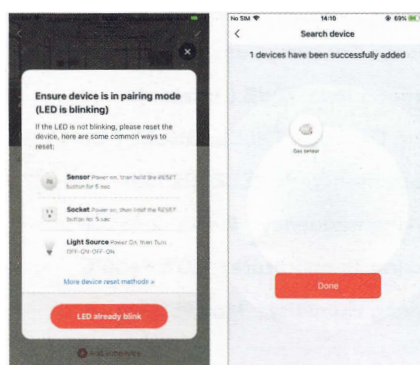 Ensure device is in pairing mode
(LED is blinking)
If the LED is not blinking, please reset the
device, here are some common ways to
reset:
Sensor Power on, then hold the RESET
button for 5 sec
Socket Power on, then hold the RESET
button for 5 sec
Light Source Power On, then Turn
OFF-ON-OFF-ON
More device reset methods »
LED already blink
No SIM 14:10 69%
Search device
1 devices have been successfully added
Gas sensor
Done